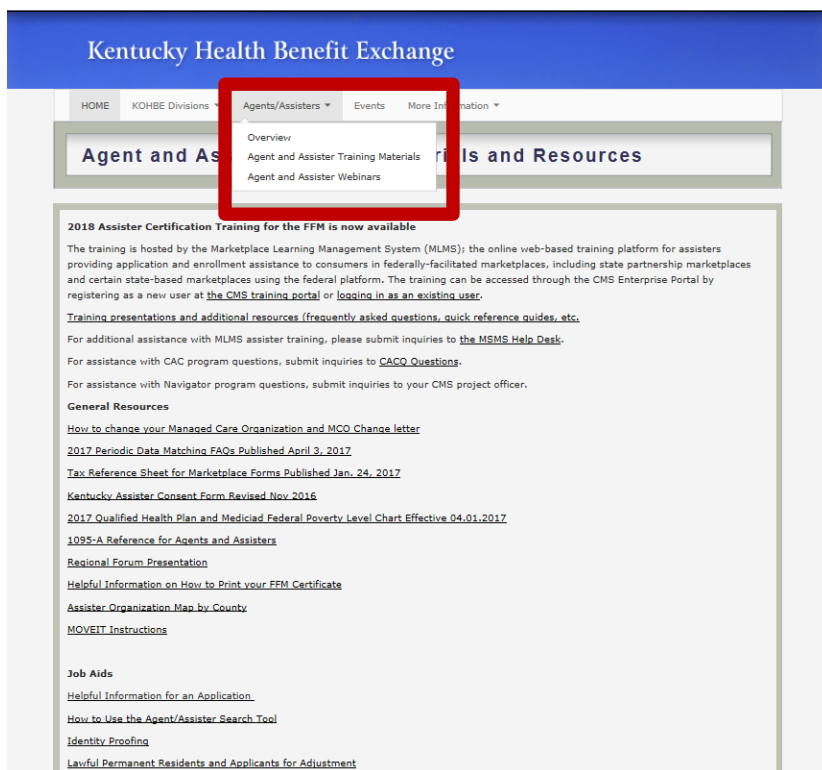 Kentucky Health Benefit Exchange
HOME KOHBE Divisions Agents/Assisters Events More Information
Overview
Agent and Assister Training Materials
Agent and Assister Webinars
Agent and As rials and Resources
2018 Assister Certification Training for the FFM is now available
The training is hosted by the Marketplace Learning Management System (MLMS); the online web-based training platform for assisters
providing application and enrollment assistance to consumers in federally-facilitated marketplaces, including state partnership marketplaces
and certain state-based marketplaces using the federal platform. The training can be accessed through the CMS Enterprise Portal by
registering as a new user at the CMS training portal or logging in as an existing user.
Training presentations and additional resources (frequently asked questions, quick reference guides, etc.
For additional assistance with MLMS assister training, please submit inquiries to the MSMS Help Desk.
For assistance with CAC program questions, submit inquiries to CACQ Questions.
For assistance with Navigator program questions, submit inquiries to your CMS project officer.
General Resources
How to change your Managed Care Organization and MCO Change letter
2017 Periodic Data Matching FAQs Published April 3, 2017
Tax Reference Sheet for Marketplace Forms Published Jan. 24, 2017
Kentucky Assister Consent Form Revised Nov 2016
2017 Qualified Health Plan and Mediciad Federal Poverty Level Chart Effective 04.01.2017
1095-A Reference for Agents and Assisters
Regional Forum Presentation
Helpful Information on How to Print your FFM Certificate
Assister Organization Map by County
MOVEIT Instructions
Job Aids
Helpful Information for an Application
How to Use the Agent/Assister Search Tool
Identity Proofing
Lawful Permanent Residents and Applicants for Adjustment